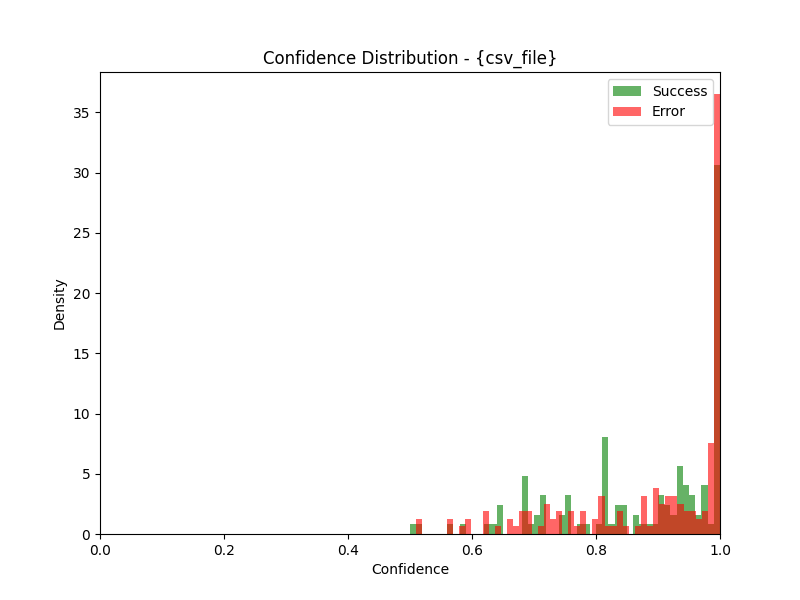 Confidence Distribution - {csv_file}
Success
Error
35
30
25
20
15
10
5
0
Density
0.0 0.2 0.4 0.6 0.8 1.0
Confidence